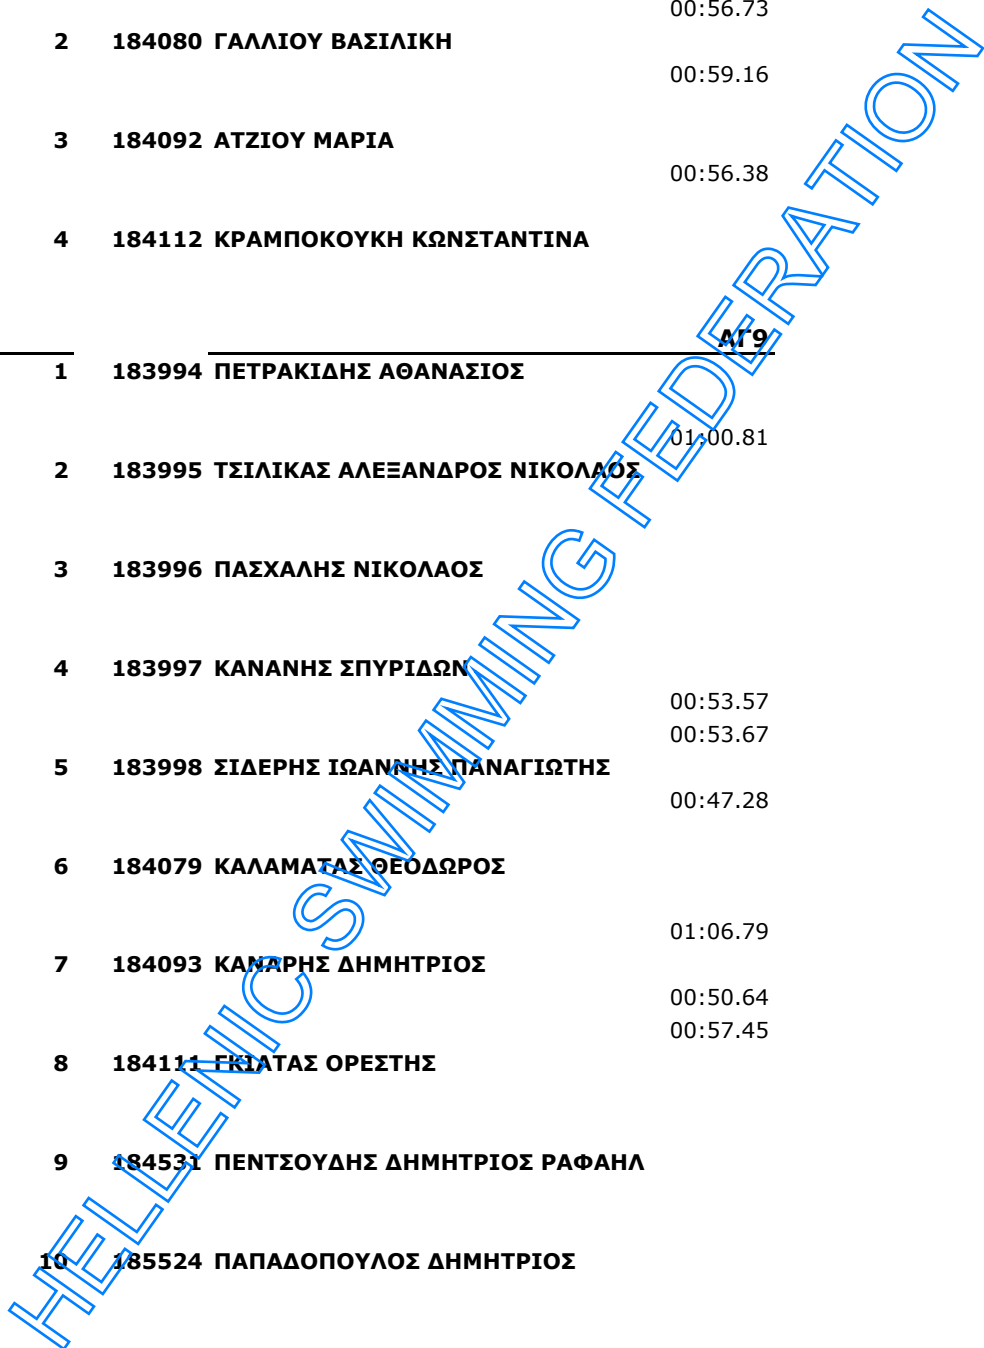 00:56.73
2 184080 ΓΑΛΛΙΟΥ ΒΑΣΙΛΙΚΗ
00:59.16
3 184092 ΑΤΖΙΟΥ ΜΑΡΙΑ
00:56.38
4 184112 ΚΡΑΜΠΟΚΟΥΚΗ ΚΩΝΣΤΑΝΤΙΝΑ
ΑΓ9
1 183994 ΠΕΤΡΑΚΙΔΗΣ ΑΘΑΝΑΣΙΟΣ
01:00.81
2 183995 ΤΣΙΛΙΚΑΣ ΑΛΕΞΑΝΔΡΟΣ ΝΙΚΟΛΑΟΣ
3 183996 ΠΑΣΧΑΛΗΣ ΝΙΚΟΛΑΟΣ
4 183997 ΚΑΝΑΝΗΣ ΣΠΥΡΙΔΩΝ
00:53.57
00:53.67
5 183998 ΣΙΔΕΡΗΣ ΙΩΑΝΝΗΣ ΠΑΝΑΓΙΩΤΗΣ
00:47.28
6 184079 ΚΑΛΑΜΑΤΑΣ ΘΕΟΔΩΡΟΣ
01:06.79
7 184093 ΚΑΝΑΡΗΣ ΔΗΜΗΤΡΙΟΣ
00:50.64
00:57.45
8 184111 ΓΚΙΑΤΑΣ ΟΡΕΣΤΗΣ
9 184531 ΠΕΝΤΣΟΥΔΗΣ ΔΗΜΗΤΡΙΟΣ ΡΑΦΑΗΛ
10 185524 ΠΑΠΑΔΟΠΟΥΛΟΣ ΔΗΜΗΤΡΙΟΣ
HELLENIC SWIMMING FEDERATION